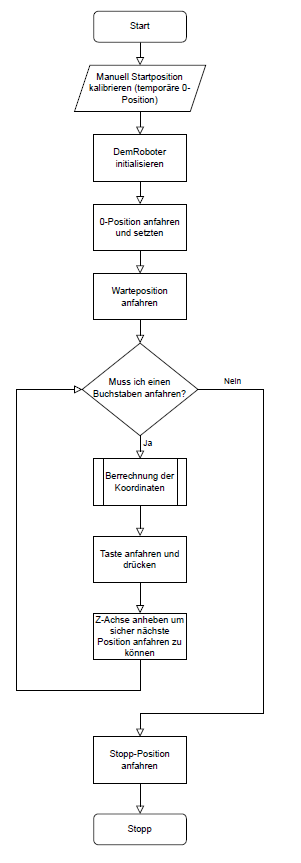 Start
Manuell Startposition
kalibrieren (temporäre 0-
Position)
DemRoboter
initialisieren
0-Position anfahren
und setzten
Warteposition
anfahren
Muss ich einen
Buchstaben anfahren?
Nein
Ja
Berrechnung der
Koordinaten
Taste anfahren und
drücken
Z-Achse anheben um
sicher nächste
Position anfahren zu
können
Stopp-Position
anfahren
Stopp